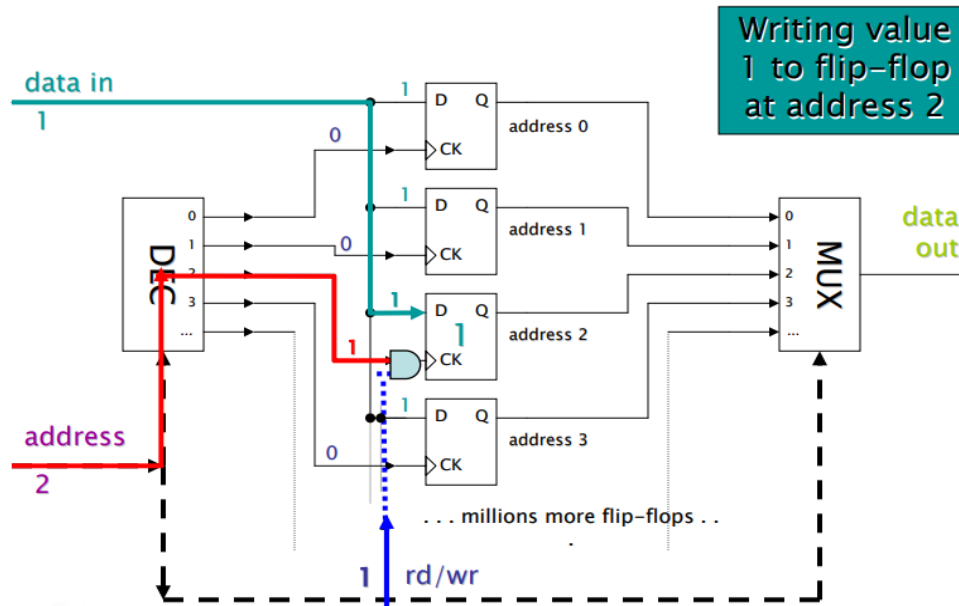 Writing value
1 to flip-flop
at address 2
data in
1
1
D
Q
address 0
0
CK
1
D
Q
address 1
0
CK
0
1
2
3
...
DEC
1
D
Q
1
address 2
1
CK
1
D
Q
address 3
0
CK
0
1
2
3
...
MUX
data
out
address
2
. . . millions more flip-flops . .
.
1
rd/wr